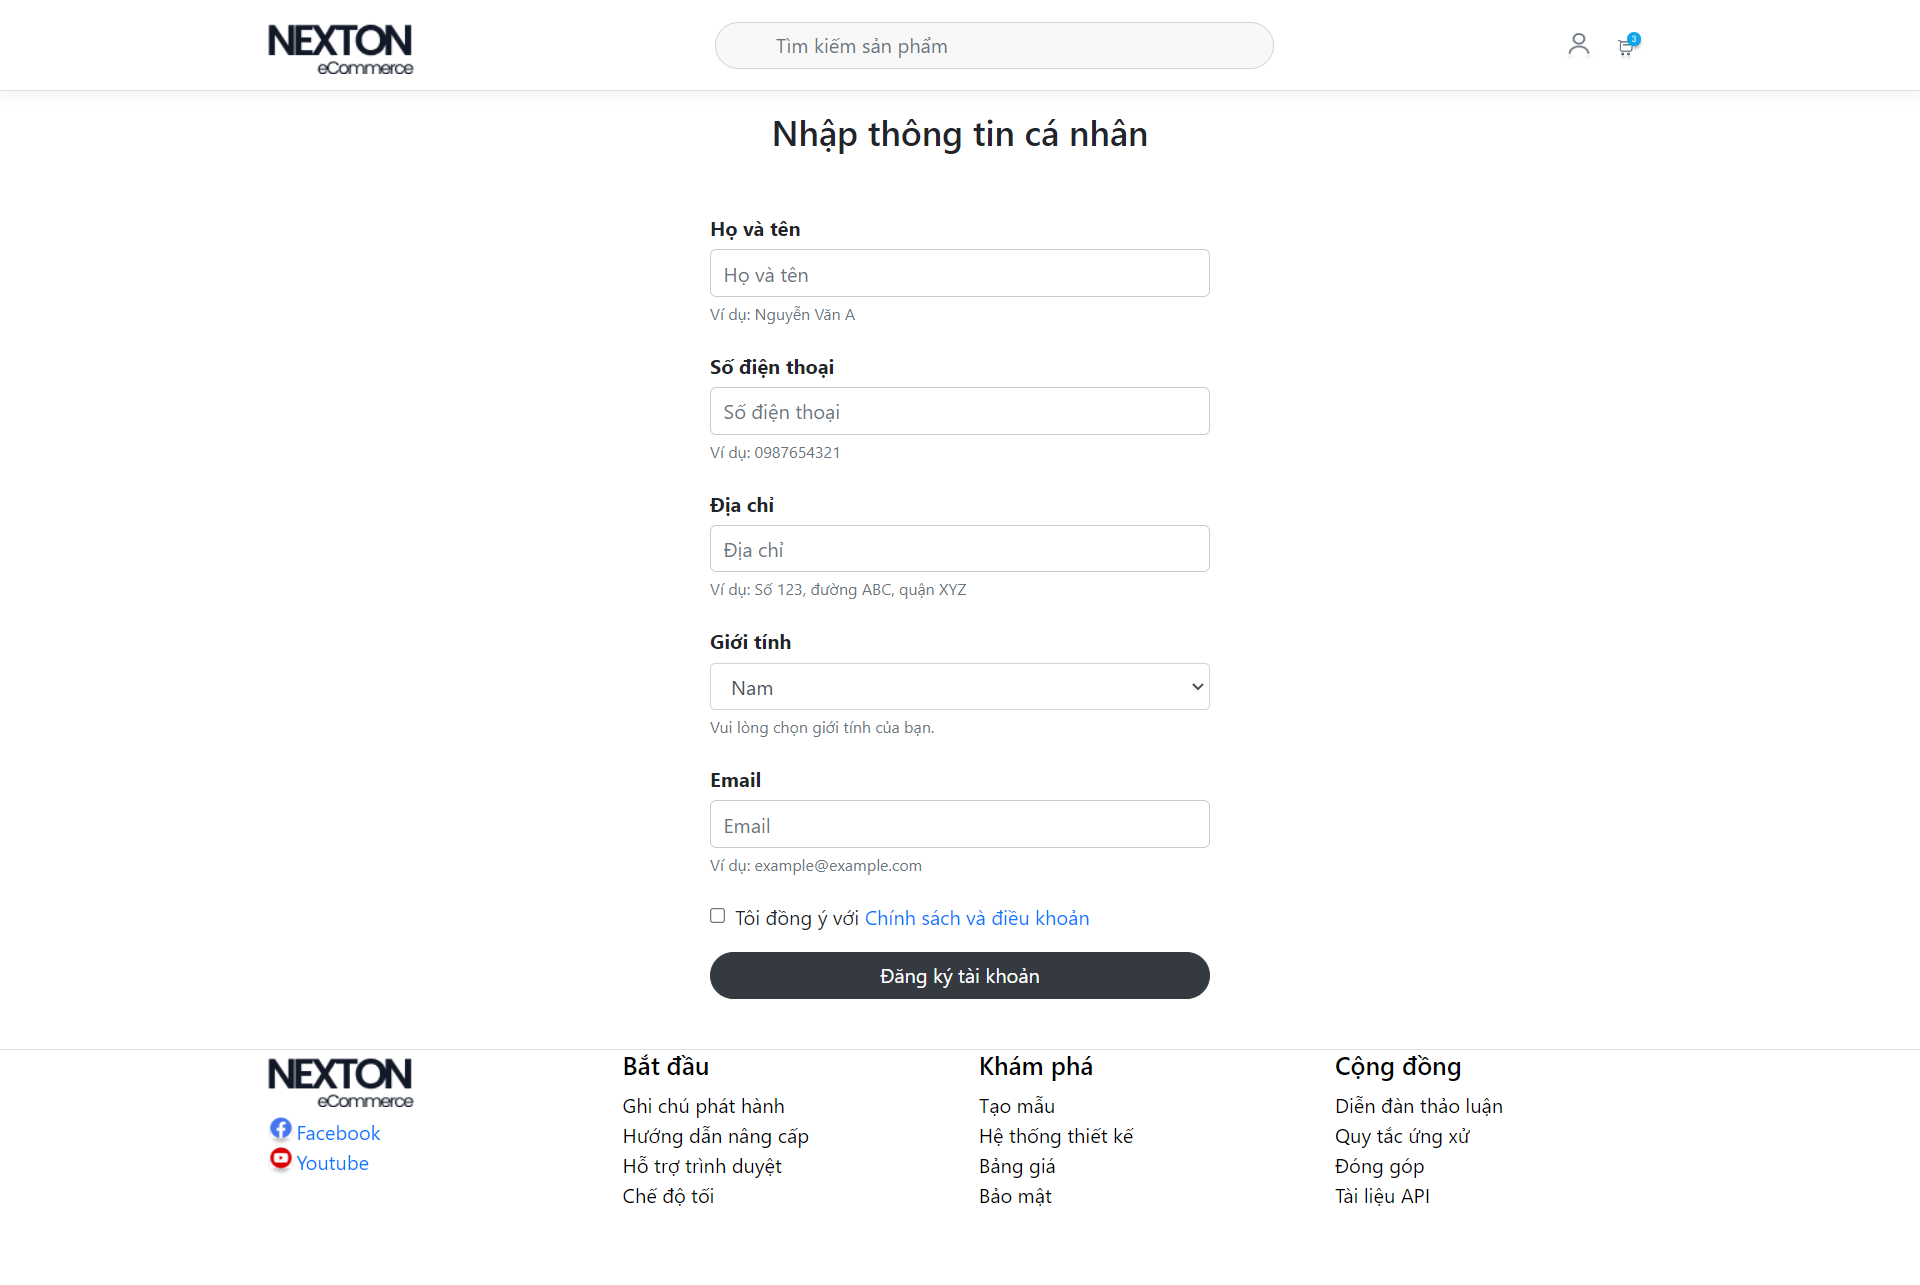 NEXTON
eCommerce
Tìm kiếm sản phẩm
3
Nhập thông tin cá nhân
Họ và tên
Họ và tên
Ví dụ: Nguyễn Văn A
Số điện thoại
Số điện thoại
Ví dụ: 0987654321
Địa chỉ
Địa chỉ
Ví dụ: Số 123, đường ABC, quận XYZ
Giới tính
Nam
Vui lòng chọn giới tính của bạn.
Email
Email
Ví dụ: example@example.com
Tôi đồng ý với Chính sách và điều khoản
Đăng ký tài khoản
NEXTON
eCommerce
Facebook
Youtube
Bắt đầu
Ghi chú phát hành
Hướng dẫn nâng cấp
Hỗ trợ trình duyệt
Chế độ tối
Khám phá
Tạo mẫu
Hệ thống thiết kế
Bảng giá
Bảo mật
Cộng đồng
Diễn đàn thảo luận
Quy tắc ứng xử
Đóng góp
Tài liệu API